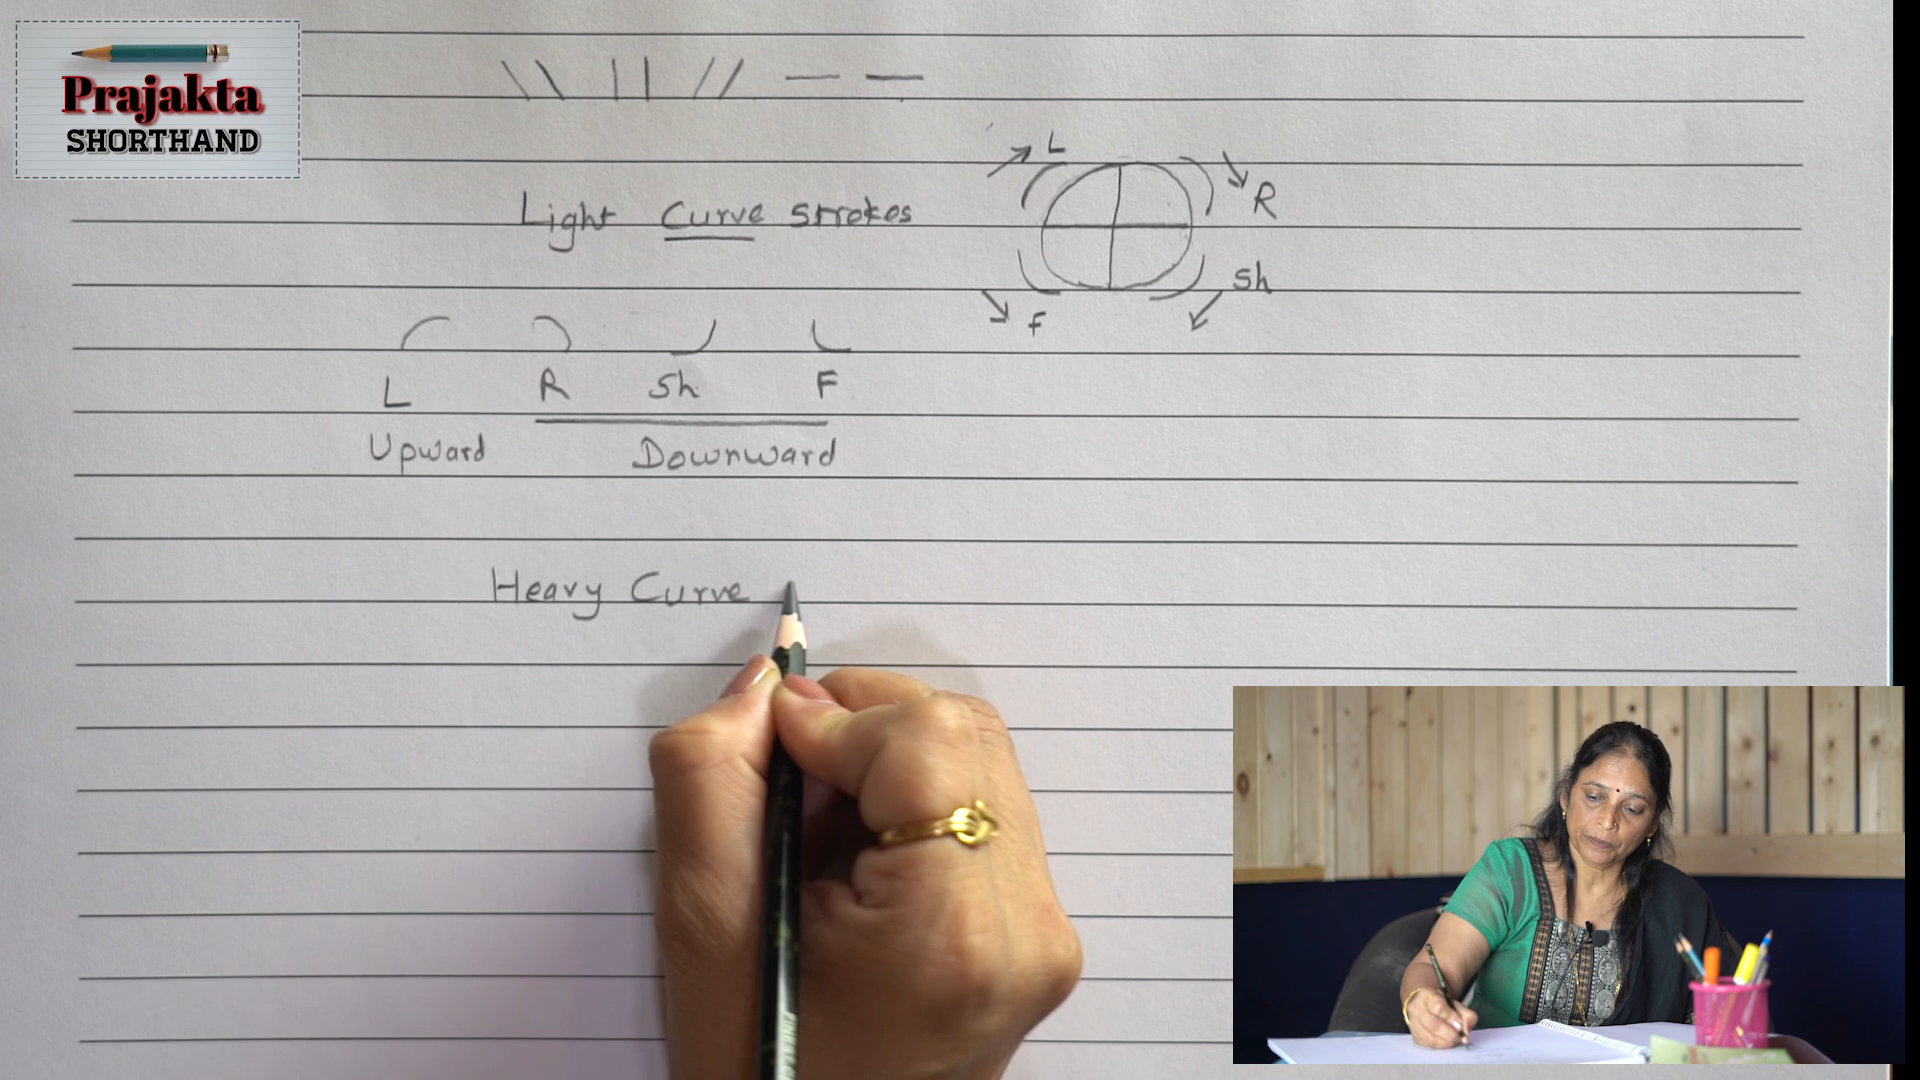 Prajakta
SHORTHAND
L
R
Light Curve strokes
Sh
F
L R Sh F
Upward Downward
Heavy Curve